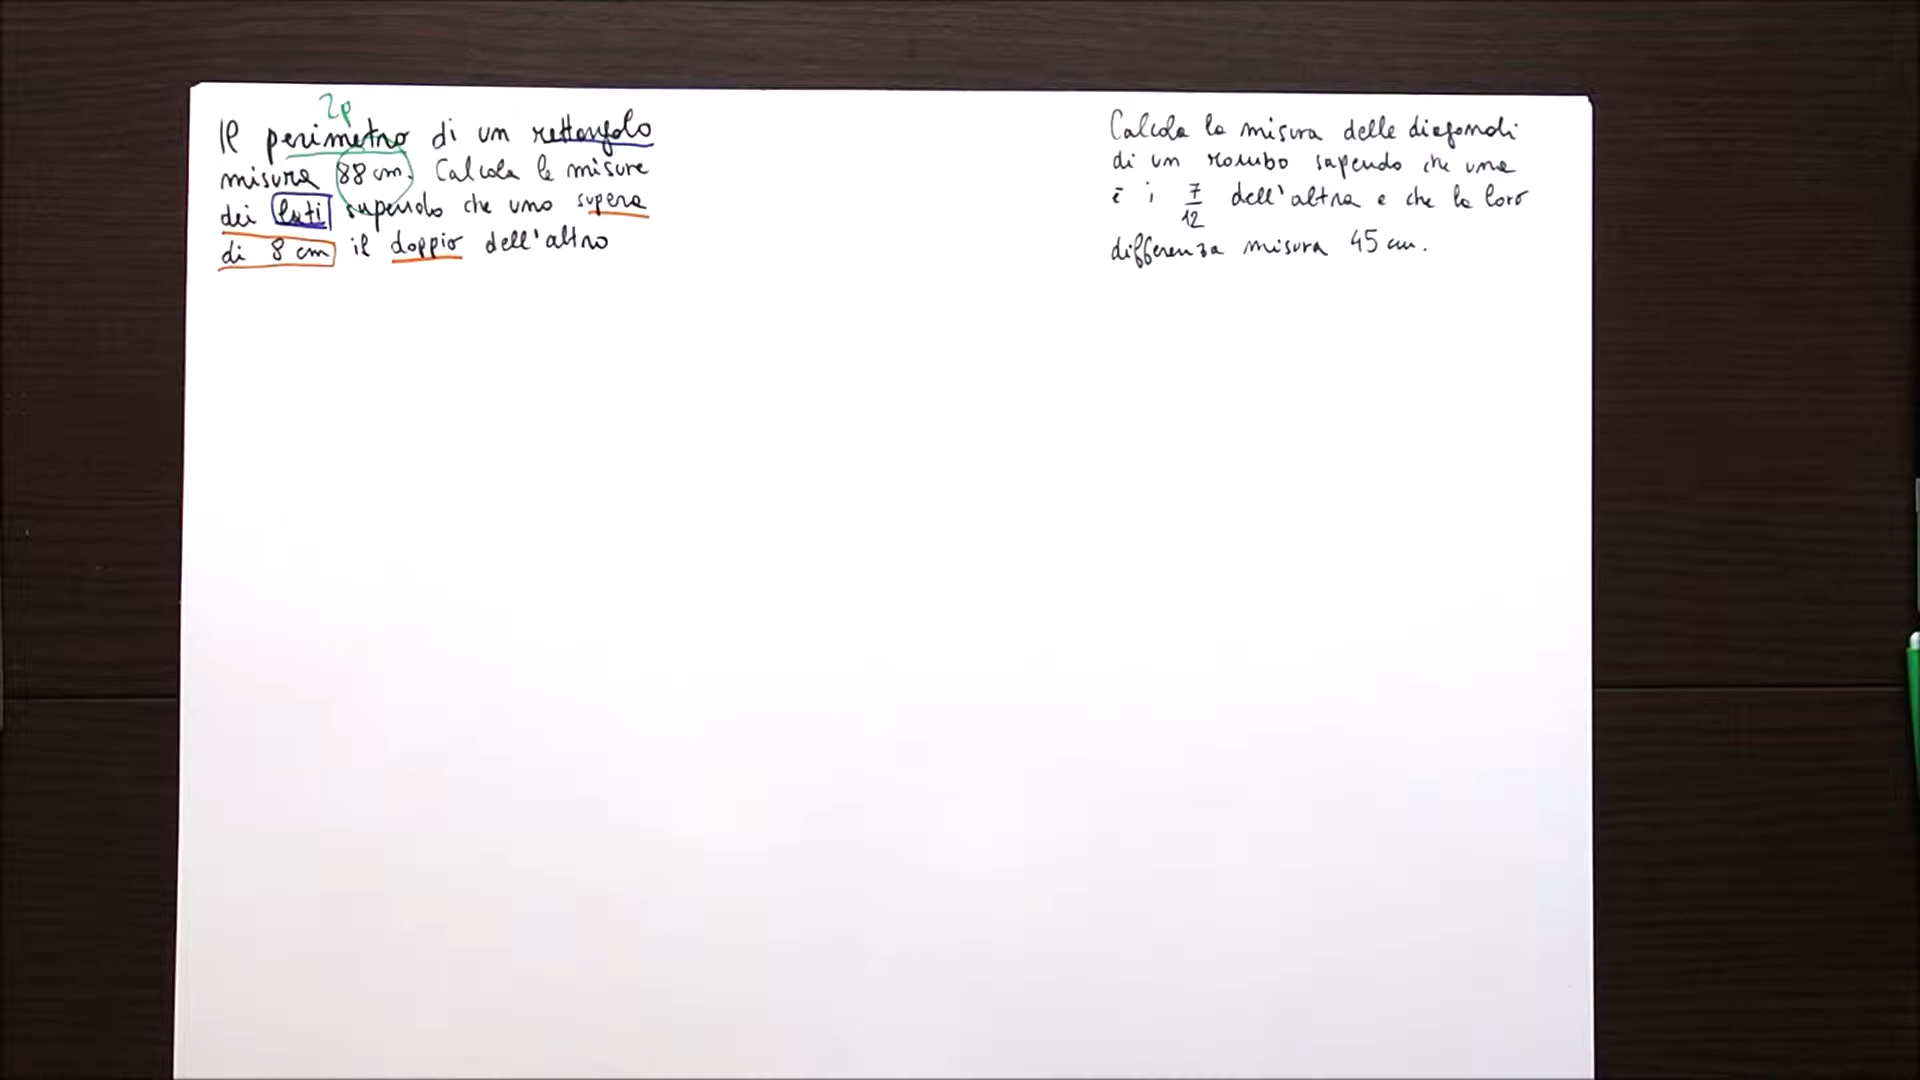 2p
Il perimetro di un rettangolo
misura 88 cm. Calcola le misure
dei lati sapendo che uno supera
di 8 cm il doppio dell'altro
Calcola la misura delle diagonali
di un rombo sapendo che una
è i 7/12 dell'altra e che la loro
differenza misura 45 cm.